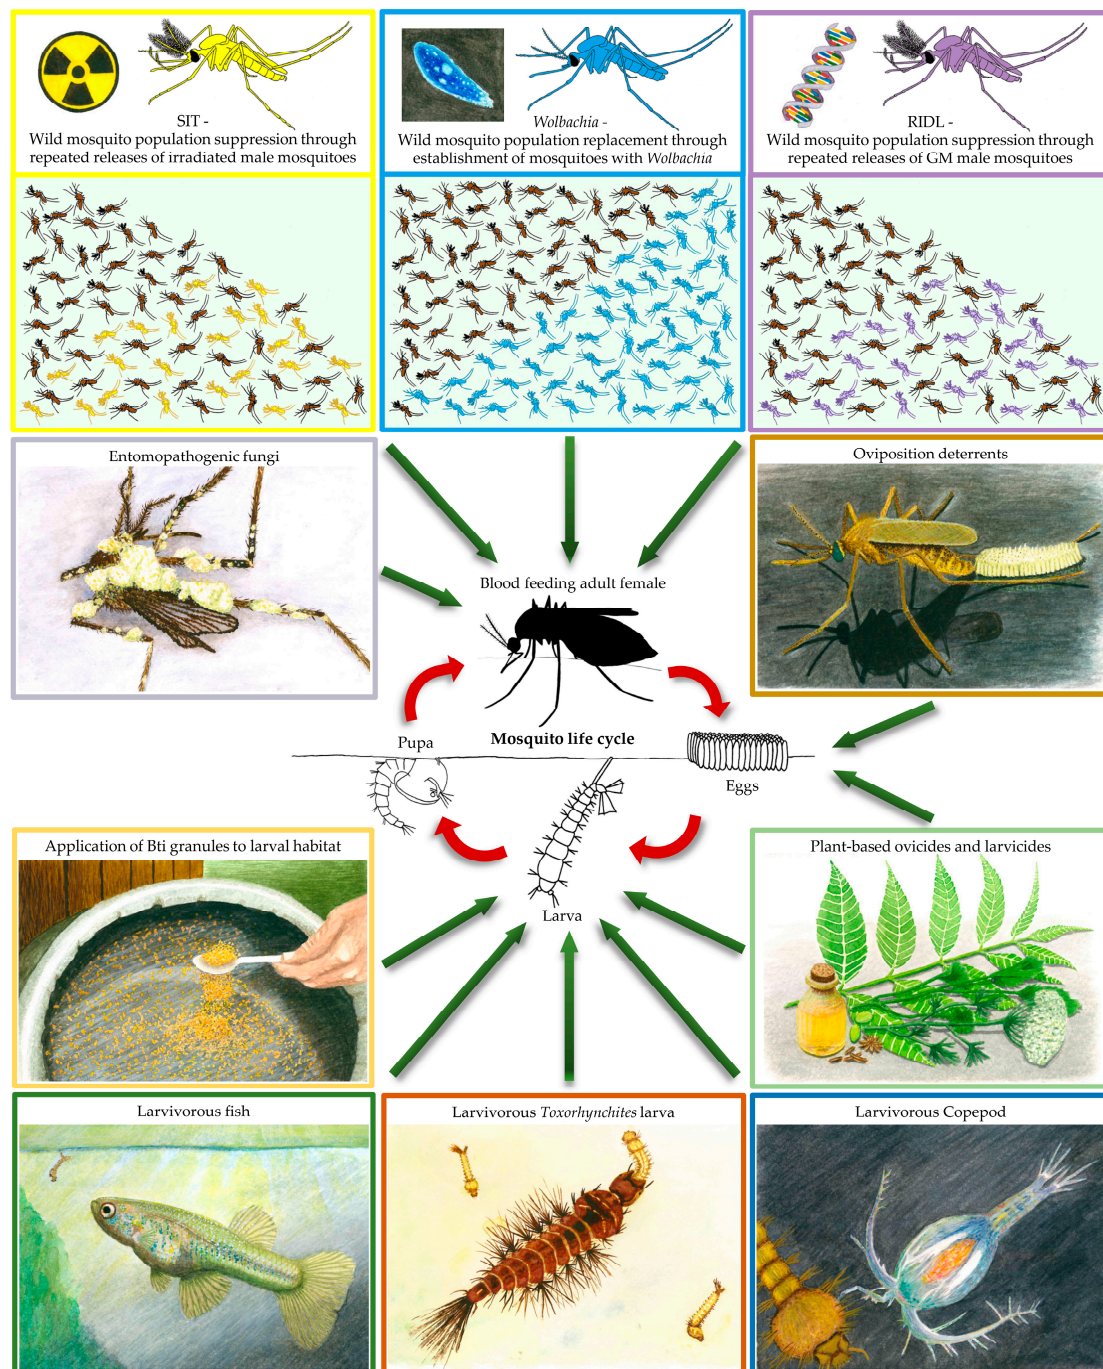 SIT -
Wild mosquito population suppression through
repeated releases of irradiated male mosquitoes
Wolbachia -
Wild mosquito population replacement through
establishment of mosquitoes with Wolbachia
RIDL -
Wild mosquito population suppression through
repeated releases of GM male mosquitoes
Entomopathogenic fungi
Oviposition deterrents
Blood feeding adult female
Pupa
Mosquito life cycle
Eggs
Larva
Application of Bti granules to larval habitat
Plant-based ovicides and larvicides
Larvivorous fish
Larvivorous Toxorhynchites larva
Larvivorous Copepod